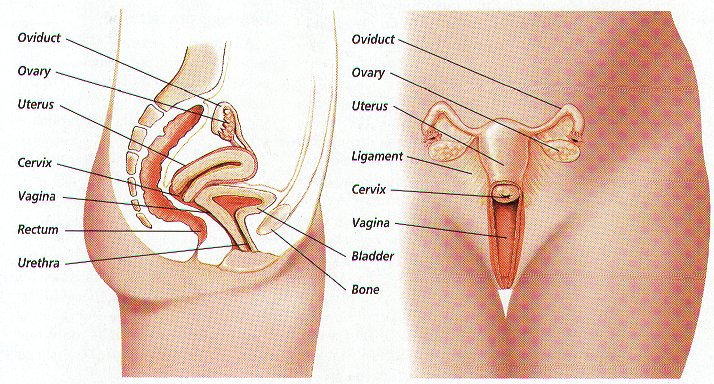 Oviduct
Ovary
Uterus
Cervix
Vagina
Rectum
Urethra
Bladder
Bone
Oviduct
Ovary
Uterus
Ligament
Cervix
Vagina